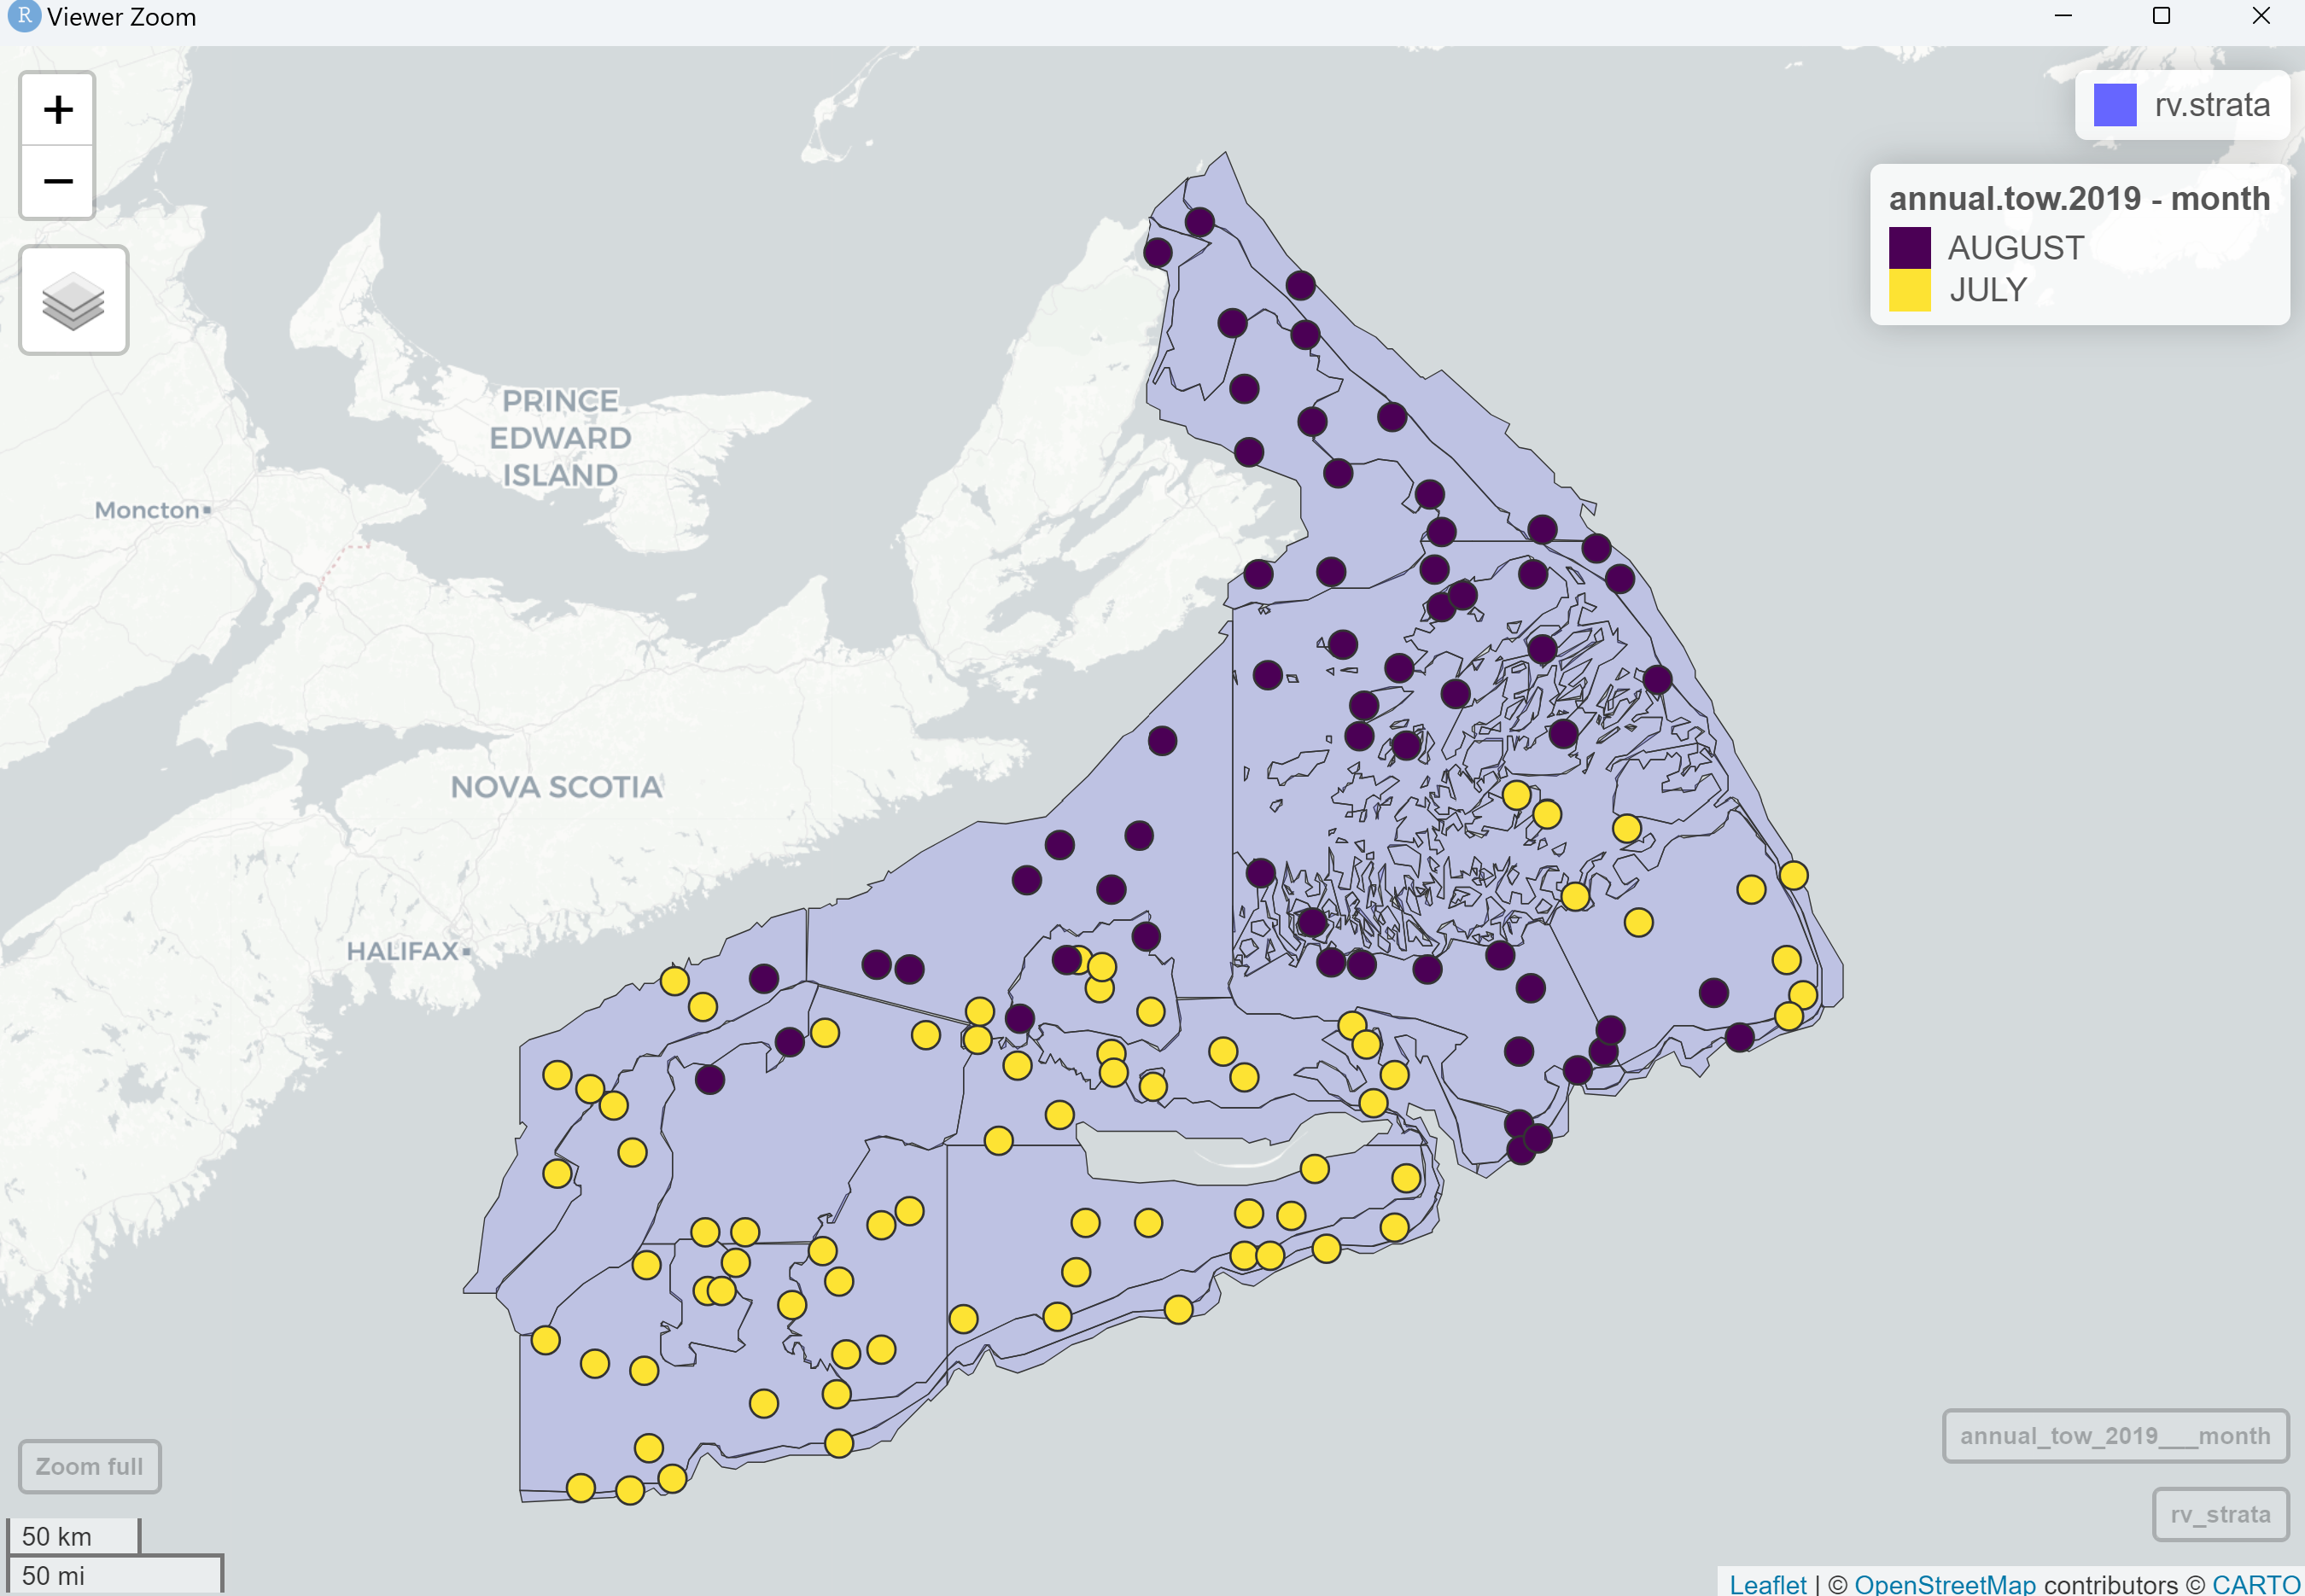 R Viewer Zoom
+
−
rv.strata
annual.tow.2019 - month
AUGUST
JULY
PRINCE
EDWARD
ISLAND
Moncton
NOVA SCOTIA
HALIFAX
Zoom full
annual_tow_2019___month
rv_strata
50 km
50 mi
Leaflet | © OpenStreetMap contributors © CARTO